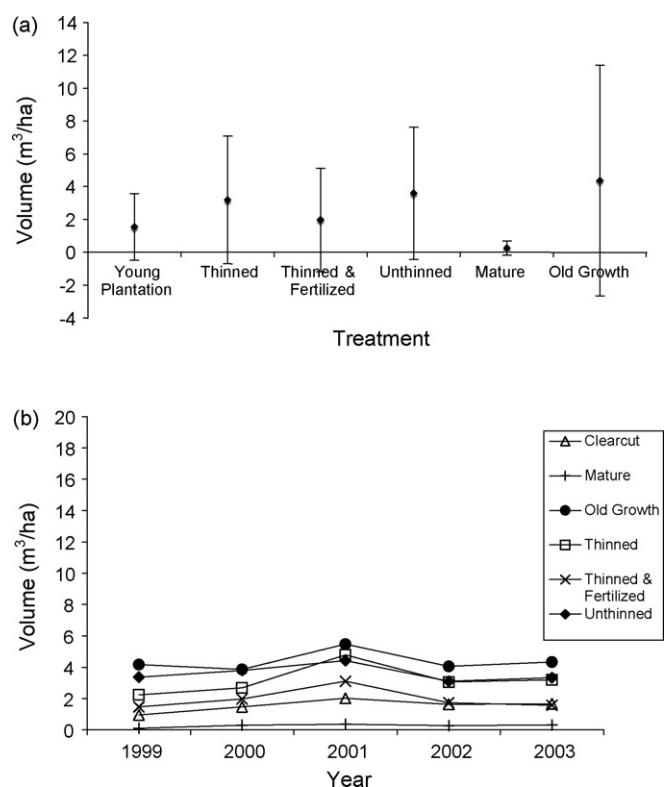 (a)
Volume (m³/ha)
14
12
10
8
6
4
2
0
-2
-4
Young Plantation
Thinned
Thinned & Fertilized
Unthinned
Mature
Old Growth
Treatment
(b)
Volume (m³/ha)
20
18
16
14
12
10
8
6
4
2
0
1999 2000 2001 2002 2003
Year
Clearcut
Mature
Old Growth
Thinned
Thinned &
Fertilized
Unthinned